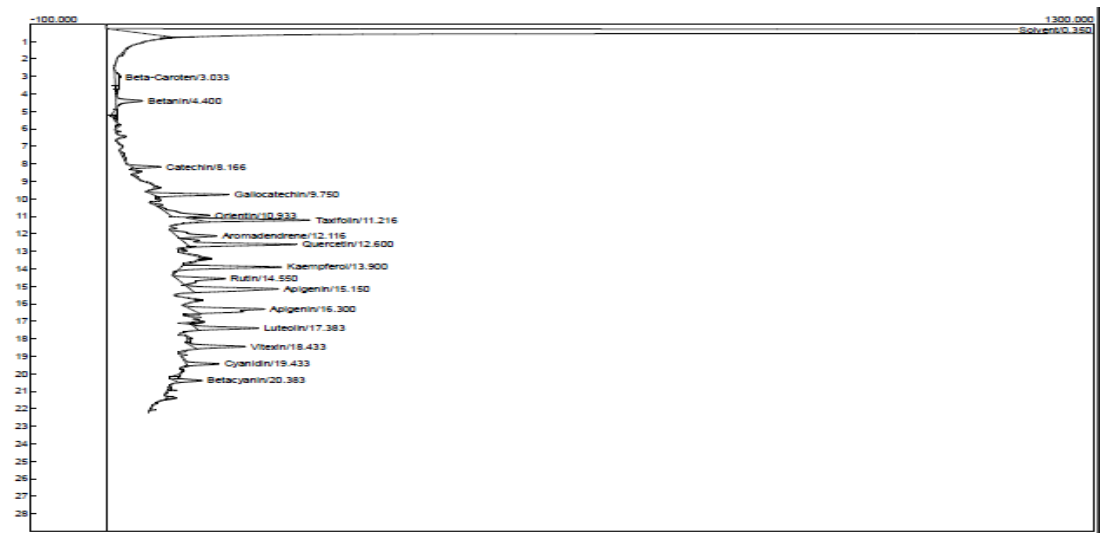 -100.000 1300.000
Solvent/0.350
1
2
3
Beta-Caroten/3.033
4
Betanin/4.400
5
6
7
8
Catechin/8.166
9
Gallocatechin/9.750
10
11
Orientin/10.933
Taxifolin/11.216
12
Aromadendrene/12.116
Quercetin/12.600
13
14
Kaempferol/13.900
Rutin/14.550
15
Apigenin/15.150
16
Apigenin/16.300
17
Luteolin/17.383
18
Vitexin/18.433
19
Cyanidin/19.433
20
Betacyanin/20.383
21
22
23
24
25
26
27
28